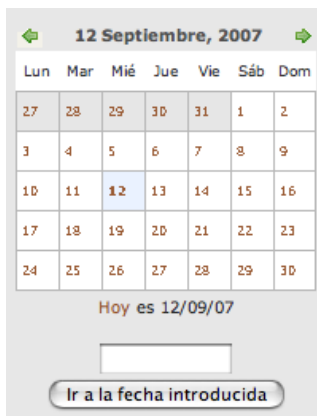 12 Septiembre, 2007
Lun Mar Mié Jue Vie Sáb Dom
27 28 29 30 31 1 2
3 4 5 6 7 8 9
10 11 12 13 14 15 16
17 18 19 20 21 22 23
24 25 26 27 28 29 30
Hoy es 12/09/07
Ir a la fecha introducida